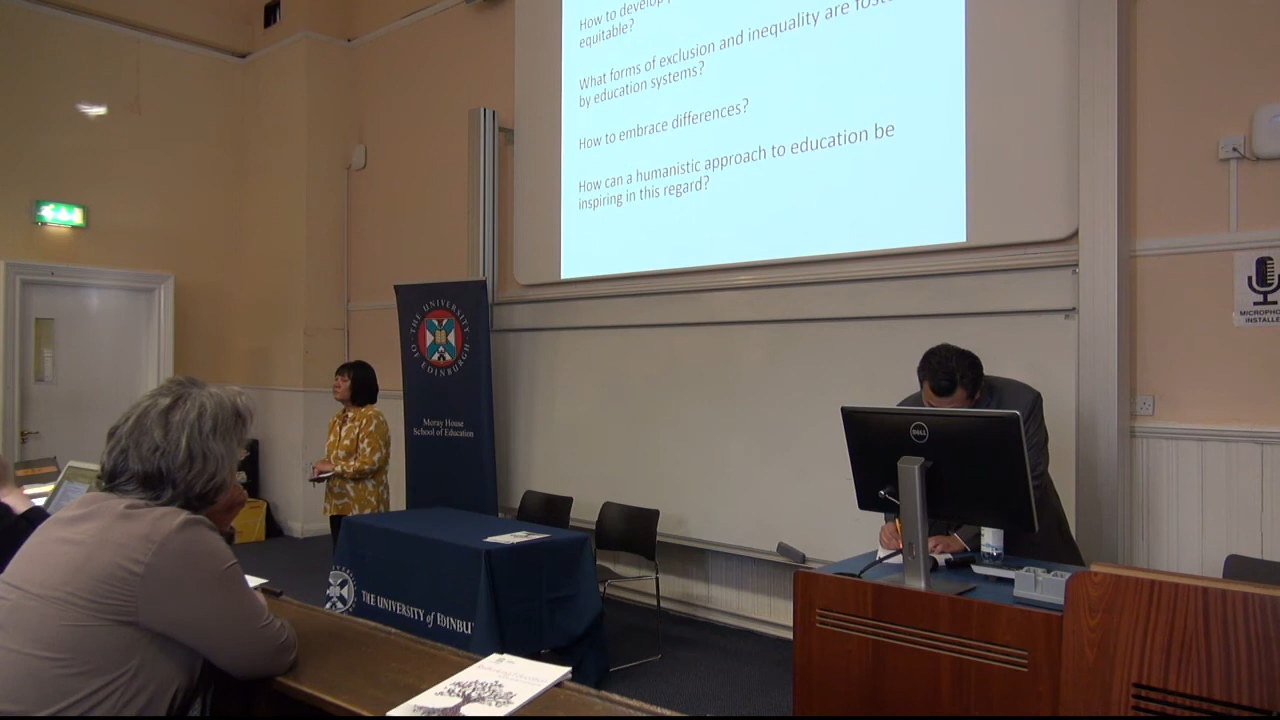 How to develop
equitable?
What forms of exclusion and inequality are
by education systems?
How to embrace differences?
How can a humanistic approach to education be
inspiring in this regard?
THE UNIVERSITY
OF EDINBURGH
Moray House
School of Education
MICROPHO
INSTALLE
DELL
THE UNIVERSITY of EDINBU